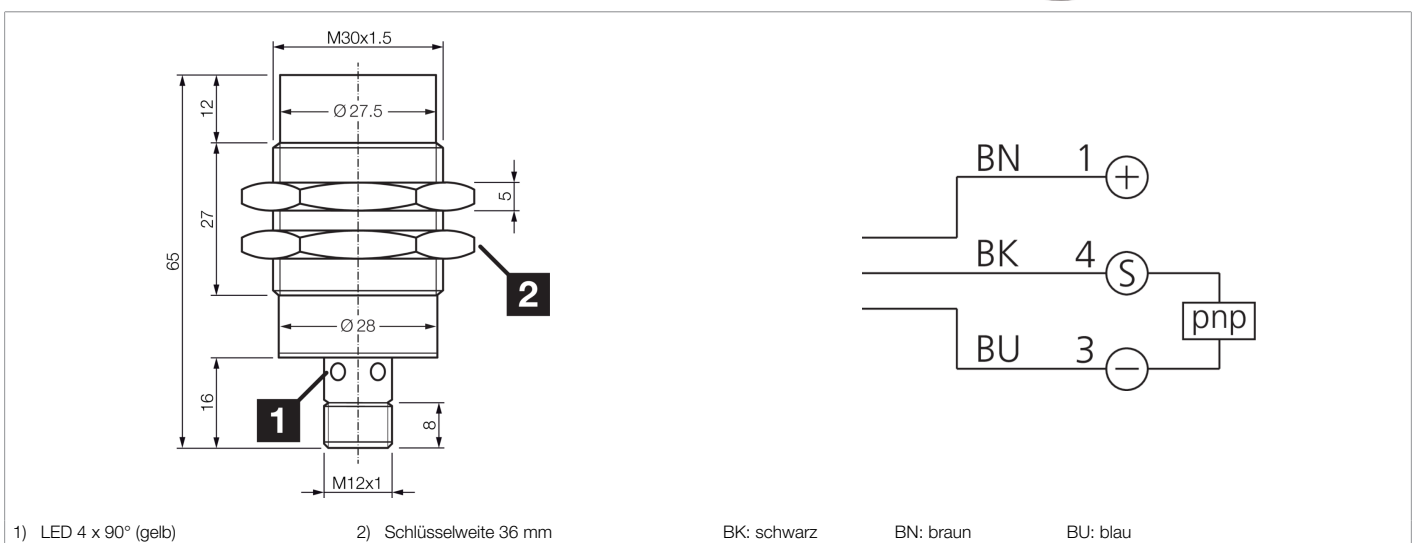 M30x1.5
12
Ø 27.5
5
27
65
2
Ø 28
1
16
8
M12x1
BN 1 +
BK 4 S
pnp
BU 3 −
1) LED 4 x 90° (gelb) 2) Schlüsselweite 36 mm BK: schwarz BN: braun BU: blau